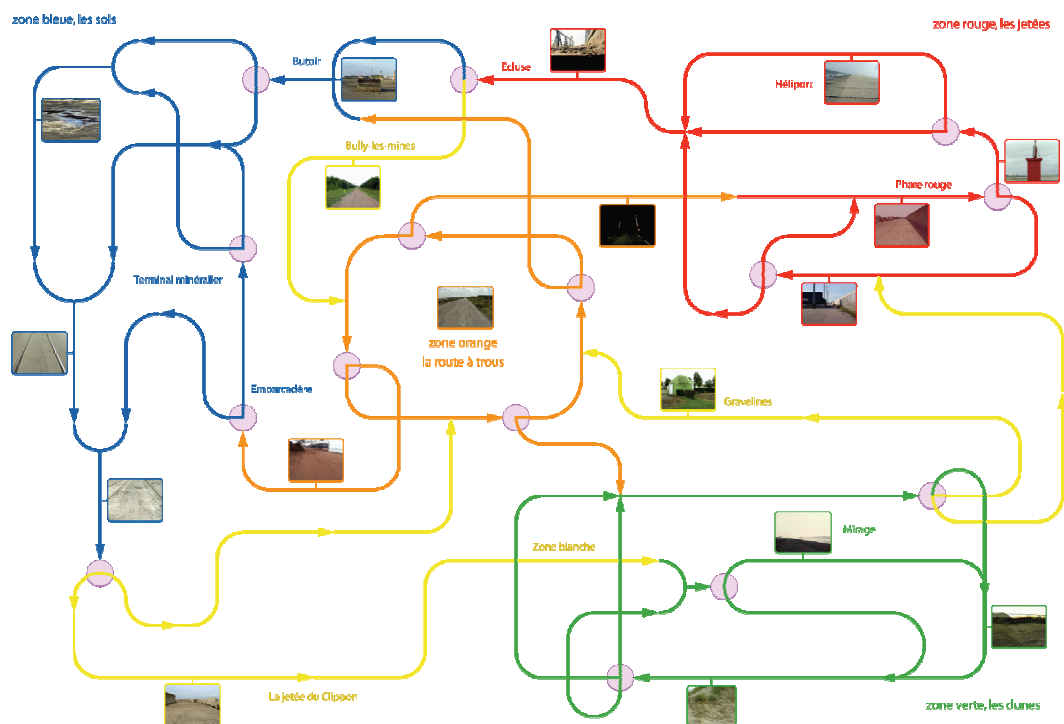 zone bleue, les sols
zone rouge, les jetées
Butoir
Ecluse
Héliport
Bully-les-mines
Phare rouge
Terminal minéralier
zone orange
la route à trous
Embarcadère
Gravelines
Mirage
Zone blanche
La jetée du Clippon
zone verte, les dunes